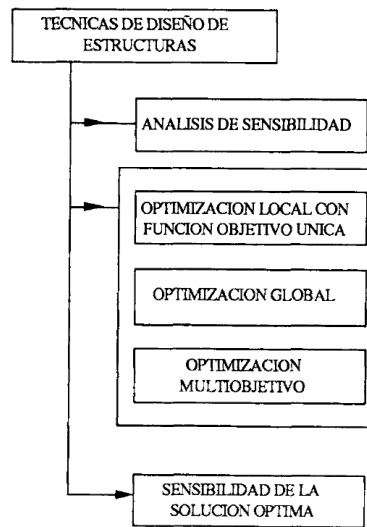 TECNICAS DE DISEÑO DE
ESTRUCTURAS
ANALISIS DE SENSIBILIDAD
OPTIMIZACION LOCAL CON
FUNCION OBJETIVO UNICA
OPTIMIZACION GLOBAL
OPTIMIZACION
MULTIOBJETIVO
SENSIBILIDAD DE LA
SOLUCION OPTIMA